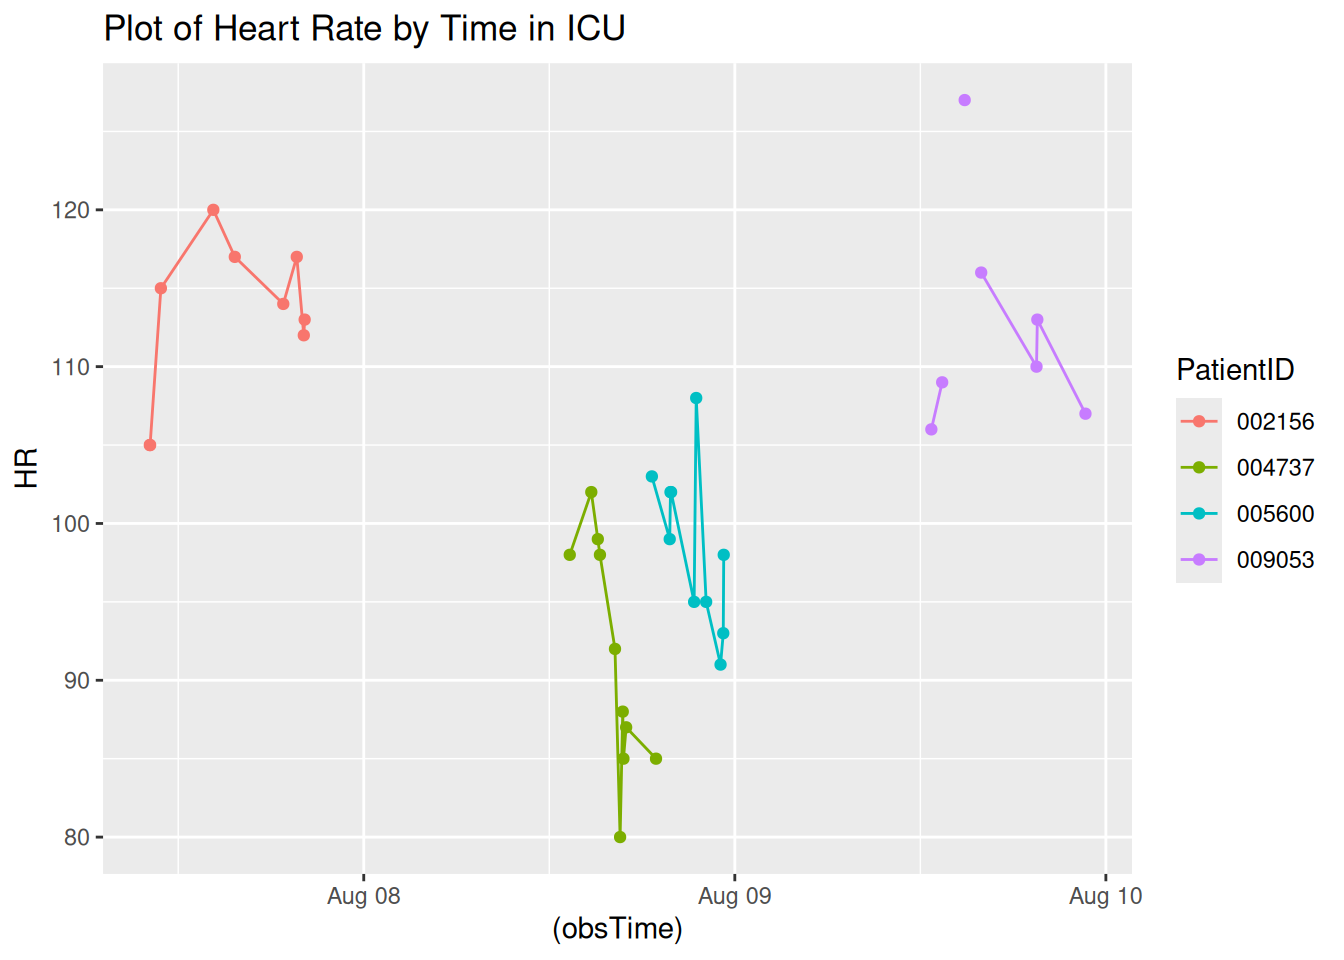 Plot of Heart Rate by Time in ICU
HR
120
110
100
90
80
Aug 08
Aug 09
Aug 10
(obsTime)
PatientID
002156
004737
005600
009053